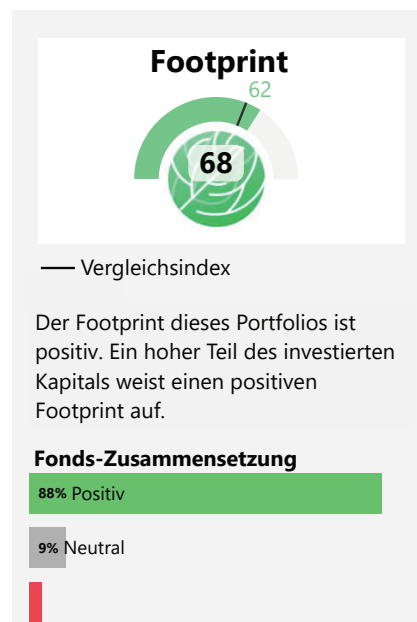 Footprint
62
68
Vergleichsindex
Der Footprint dieses Portfolios ist
positiv. Ein hoher Teil des investierten
Kapitals weist einen positiven
Footprint auf.
Fonds-Zusammensetzung
88% Positiv
9% Neutral